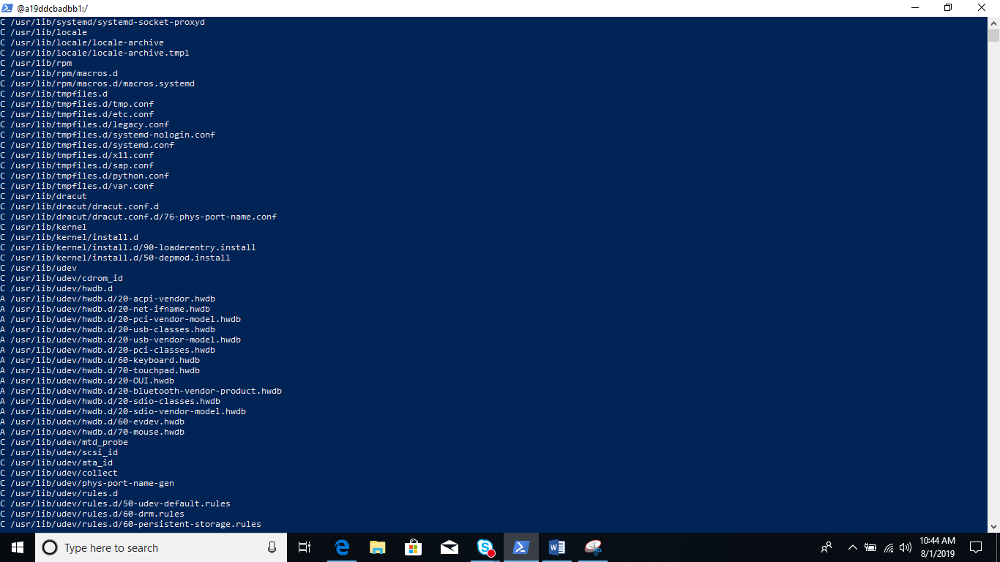 @a19ddcbadbb1:/
C /usr/lib/systemd/systemd-socket-proxyd
C /usr/lib/locale
C /usr/lib/locale/locale-archive
C /usr/lib/locale/locale-archive.tmpl
C /usr/lib/rpm
C /usr/lib/rpm/macros.d
C /usr/lib/rpm/macros.d/macros.systemd
C /usr/lib/tmpfiles.d
C /usr/lib/tmpfiles.d/tmp.conf
C /usr/lib/tmpfiles.d/etc.conf
C /usr/lib/tmpfiles.d/legacy.conf
C /usr/lib/tmpfiles.d/systemd-nologin.conf
C /usr/lib/tmpfiles.d/systemd.conf
C /usr/lib/tmpfiles.d/x11.conf
C /usr/lib/tmpfiles.d/sap.conf
C /usr/lib/tmpfiles.d/python.conf
C /usr/lib/tmpfiles.d/var.conf
C /usr/lib/dracut
C /usr/lib/dracut/dracut.conf.d
C /usr/lib/dracut/dracut.conf.d/76-phys-port-name.conf
C /usr/lib/kernel
C /usr/lib/kernel/install.d
C /usr/lib/kernel/install.d/90-loaderentry.install
C /usr/lib/kernel/install.d/50-depmod.install
C /usr/lib/udev
C /usr/lib/udev/cdrom_id
C /usr/lib/udev/hwdb.d
A /usr/lib/udev/hwdb.d/20-acpi-vendor.hwdb
A /usr/lib/udev/hwdb.d/20-net-ifname.hwdb
A /usr/lib/udev/hwdb.d/20-pci-vendor-model.hwdb
A /usr/lib/udev/hwdb.d/20-usb-classes.hwdb
A /usr/lib/udev/hwdb.d/20-usb-vendor-model.hwdb
A /usr/lib/udev/hwdb.d/20-pci-classes.hwdb
A /usr/lib/udev/hwdb.d/60-keyboard.hwdb
A /usr/lib/udev/hwdb.d/70-touchpad.hwdb
A /usr/lib/udev/hwdb.d/20-OUI.hwdb
A /usr/lib/udev/hwdb.d/20-bluetooth-vendor-product.hwdb
A /usr/lib/udev/hwdb.d/20-sdio-classes.hwdb
A /usr/lib/udev/hwdb.d/20-sdio-vendor-model.hwdb
A /usr/lib/udev/hwdb.d/60-evdev.hwdb
A /usr/lib/udev/hwdb.d/70-mouse.hwdb
C /usr/lib/udev/mtd_probe
C /usr/lib/udev/scsi_id
C /usr/lib/udev/ata_id
C /usr/lib/udev/collect
C /usr/lib/udev/phys-port-name-gen
C /usr/lib/udev/rules.d
C /usr/lib/udev/rules.d/50-udev-default.rules
C /usr/lib/udev/rules.d/60-drm.rules
C /usr/lib/udev/rules.d/60-persistent-storage.rules
Type here to search
10:44 AM
8/1/2019